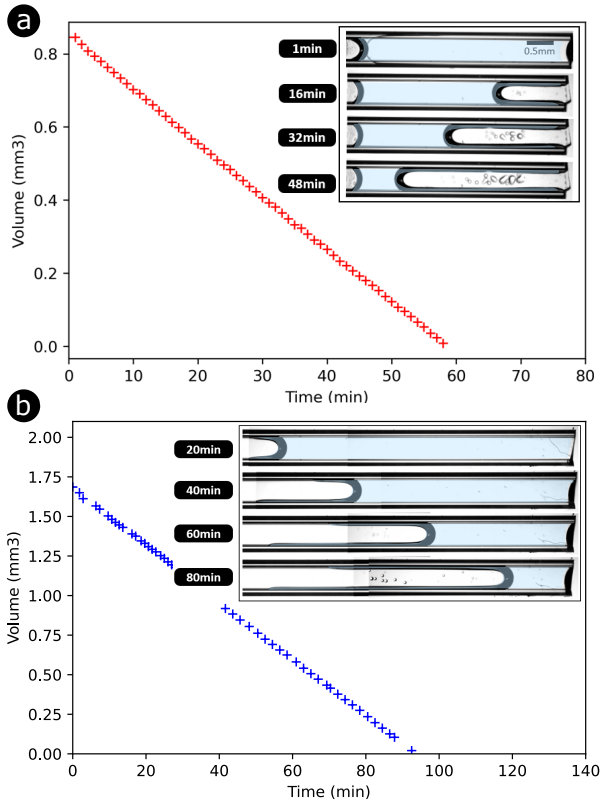 a
0.8
0.6
0.4
0.2
0.0
Volume (mm3)
1min
0.5mm
16min
32min
48min
0 10 20 30 40 50 60 70 80
Time (min)
b
2.00
1.75
1.50
1.25
1.00
0.75
0.50
0.25
0.00
Volume (mm3)
20min
40min
60min
80min
0 20 40 60 80 100 120 140
Time (min)